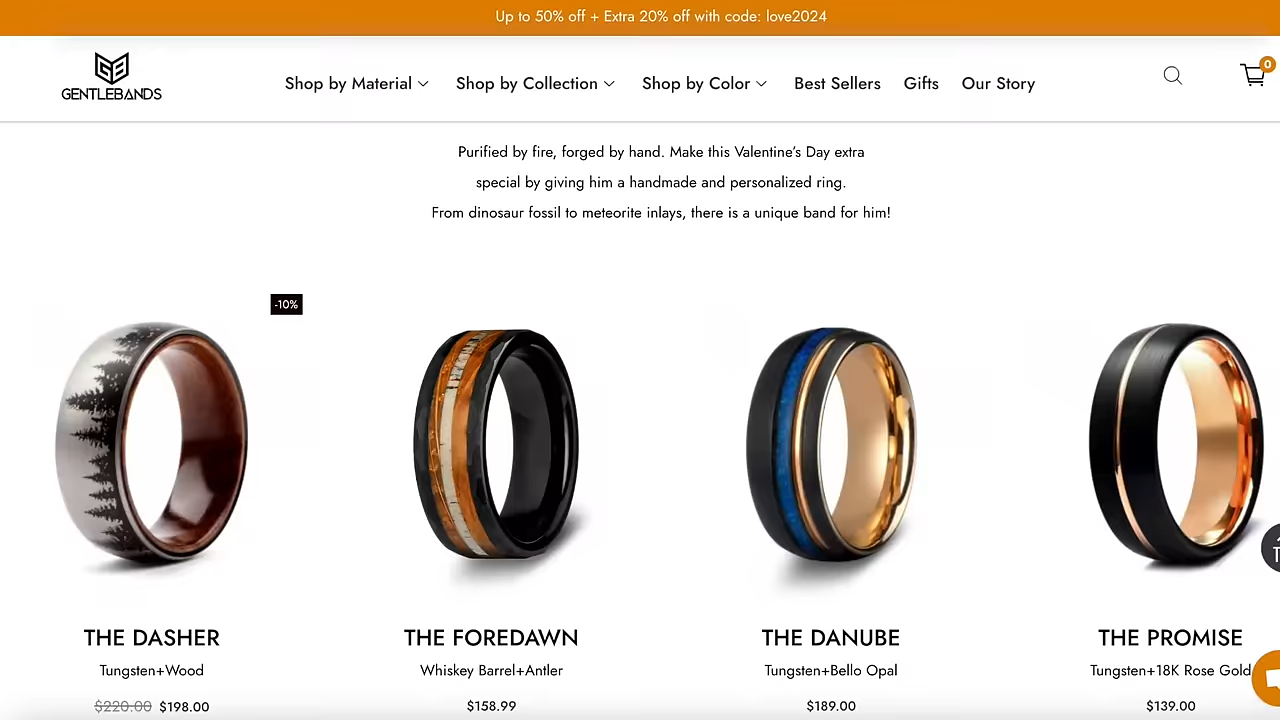 Up to 50% off + Extra 20% off with code: love2024
GENTLEBANDS
Shop by Material Shop by Collection Shop by Color Best Sellers Gifts Our Story
0
Purified by fire, forged by hand. Make this Valentine's Day extra
special by giving him a handmade and personalized ring.
From dinosaur fossil to meteorite inlays, there is a unique band for him!
-10%
THE DASHER
Tungsten+Wood
$220.00 $198.00
THE FOREDAWN
Whiskey Barrel+Antler
$158.99
THE DANUBE
Tungsten+Bello Opal
$189.00
THE PROMISE
Tungsten+18K Rose Gold
$139.00